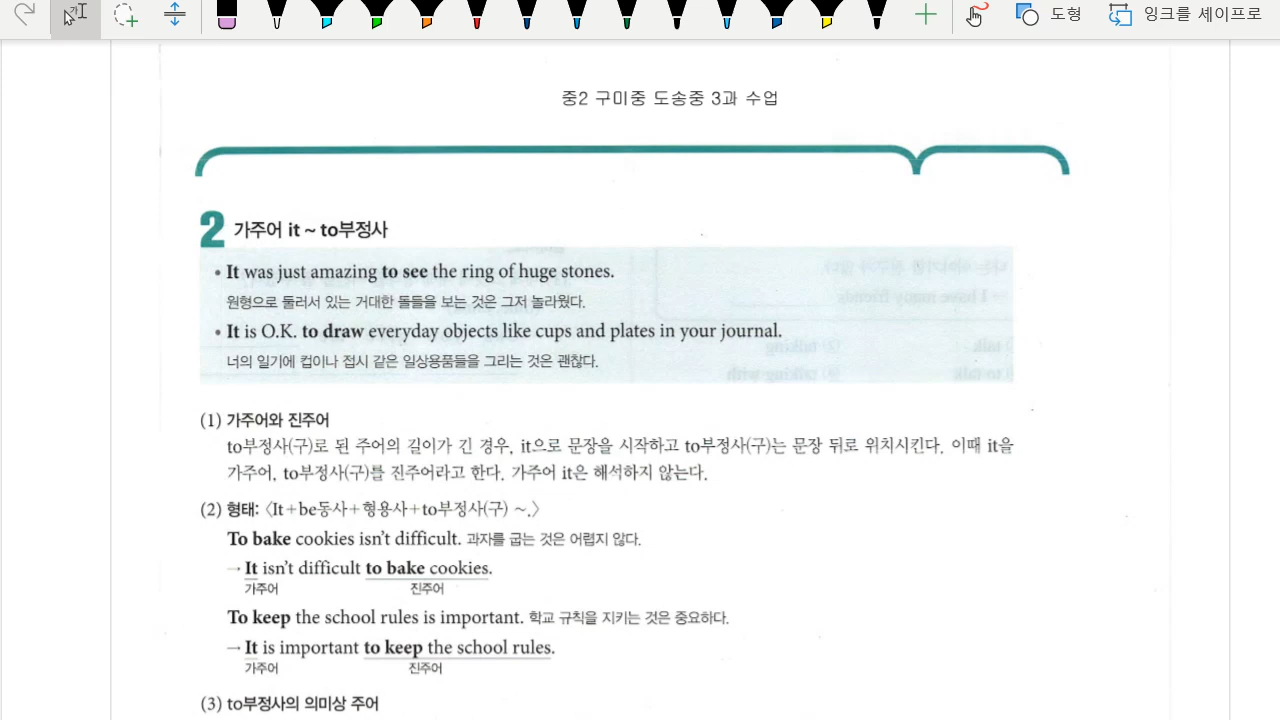 도형
잉크를 셰이프로
중2 구미중 도송중 3과 수업
2 가주어 it ~ to부정사
• It was just amazing to see the ring of huge stones.
원형으로 둘러서 있는 거대한 돌들을 보는 것은 그저 놀라웠다.
• It is O.K. to draw everyday objects like cups and plates in your journal.
너의 일기에 컵이나 접시 같은 일상용품들을 그리는 것은 괜찮다.
(1) 가주어와 진주어
to부정사(구)로 된 주어의 길이가 긴 경우, it으로 문장을 시작하고 to부정사(구)는 문장 뒤로 위치시킨다. 이때 it을
가주어, to부정사(구)를 진주어라고 한다. 가주어 it은 해석하지 않는다.
(2) 형태: 〈It+be동사+형용사+to부정사(구) ~.〉
To bake cookies isn't difficult. 과자를 굽는 것은 어렵지 않다.
→ It isn't difficult to bake cookies.
가주어 진주어
To keep the school rules is important. 학교 규칙을 지키는 것은 중요하다.
→ It is important to keep the school rules.
가주어 진주어
(3) to부정사의 의미상 주어